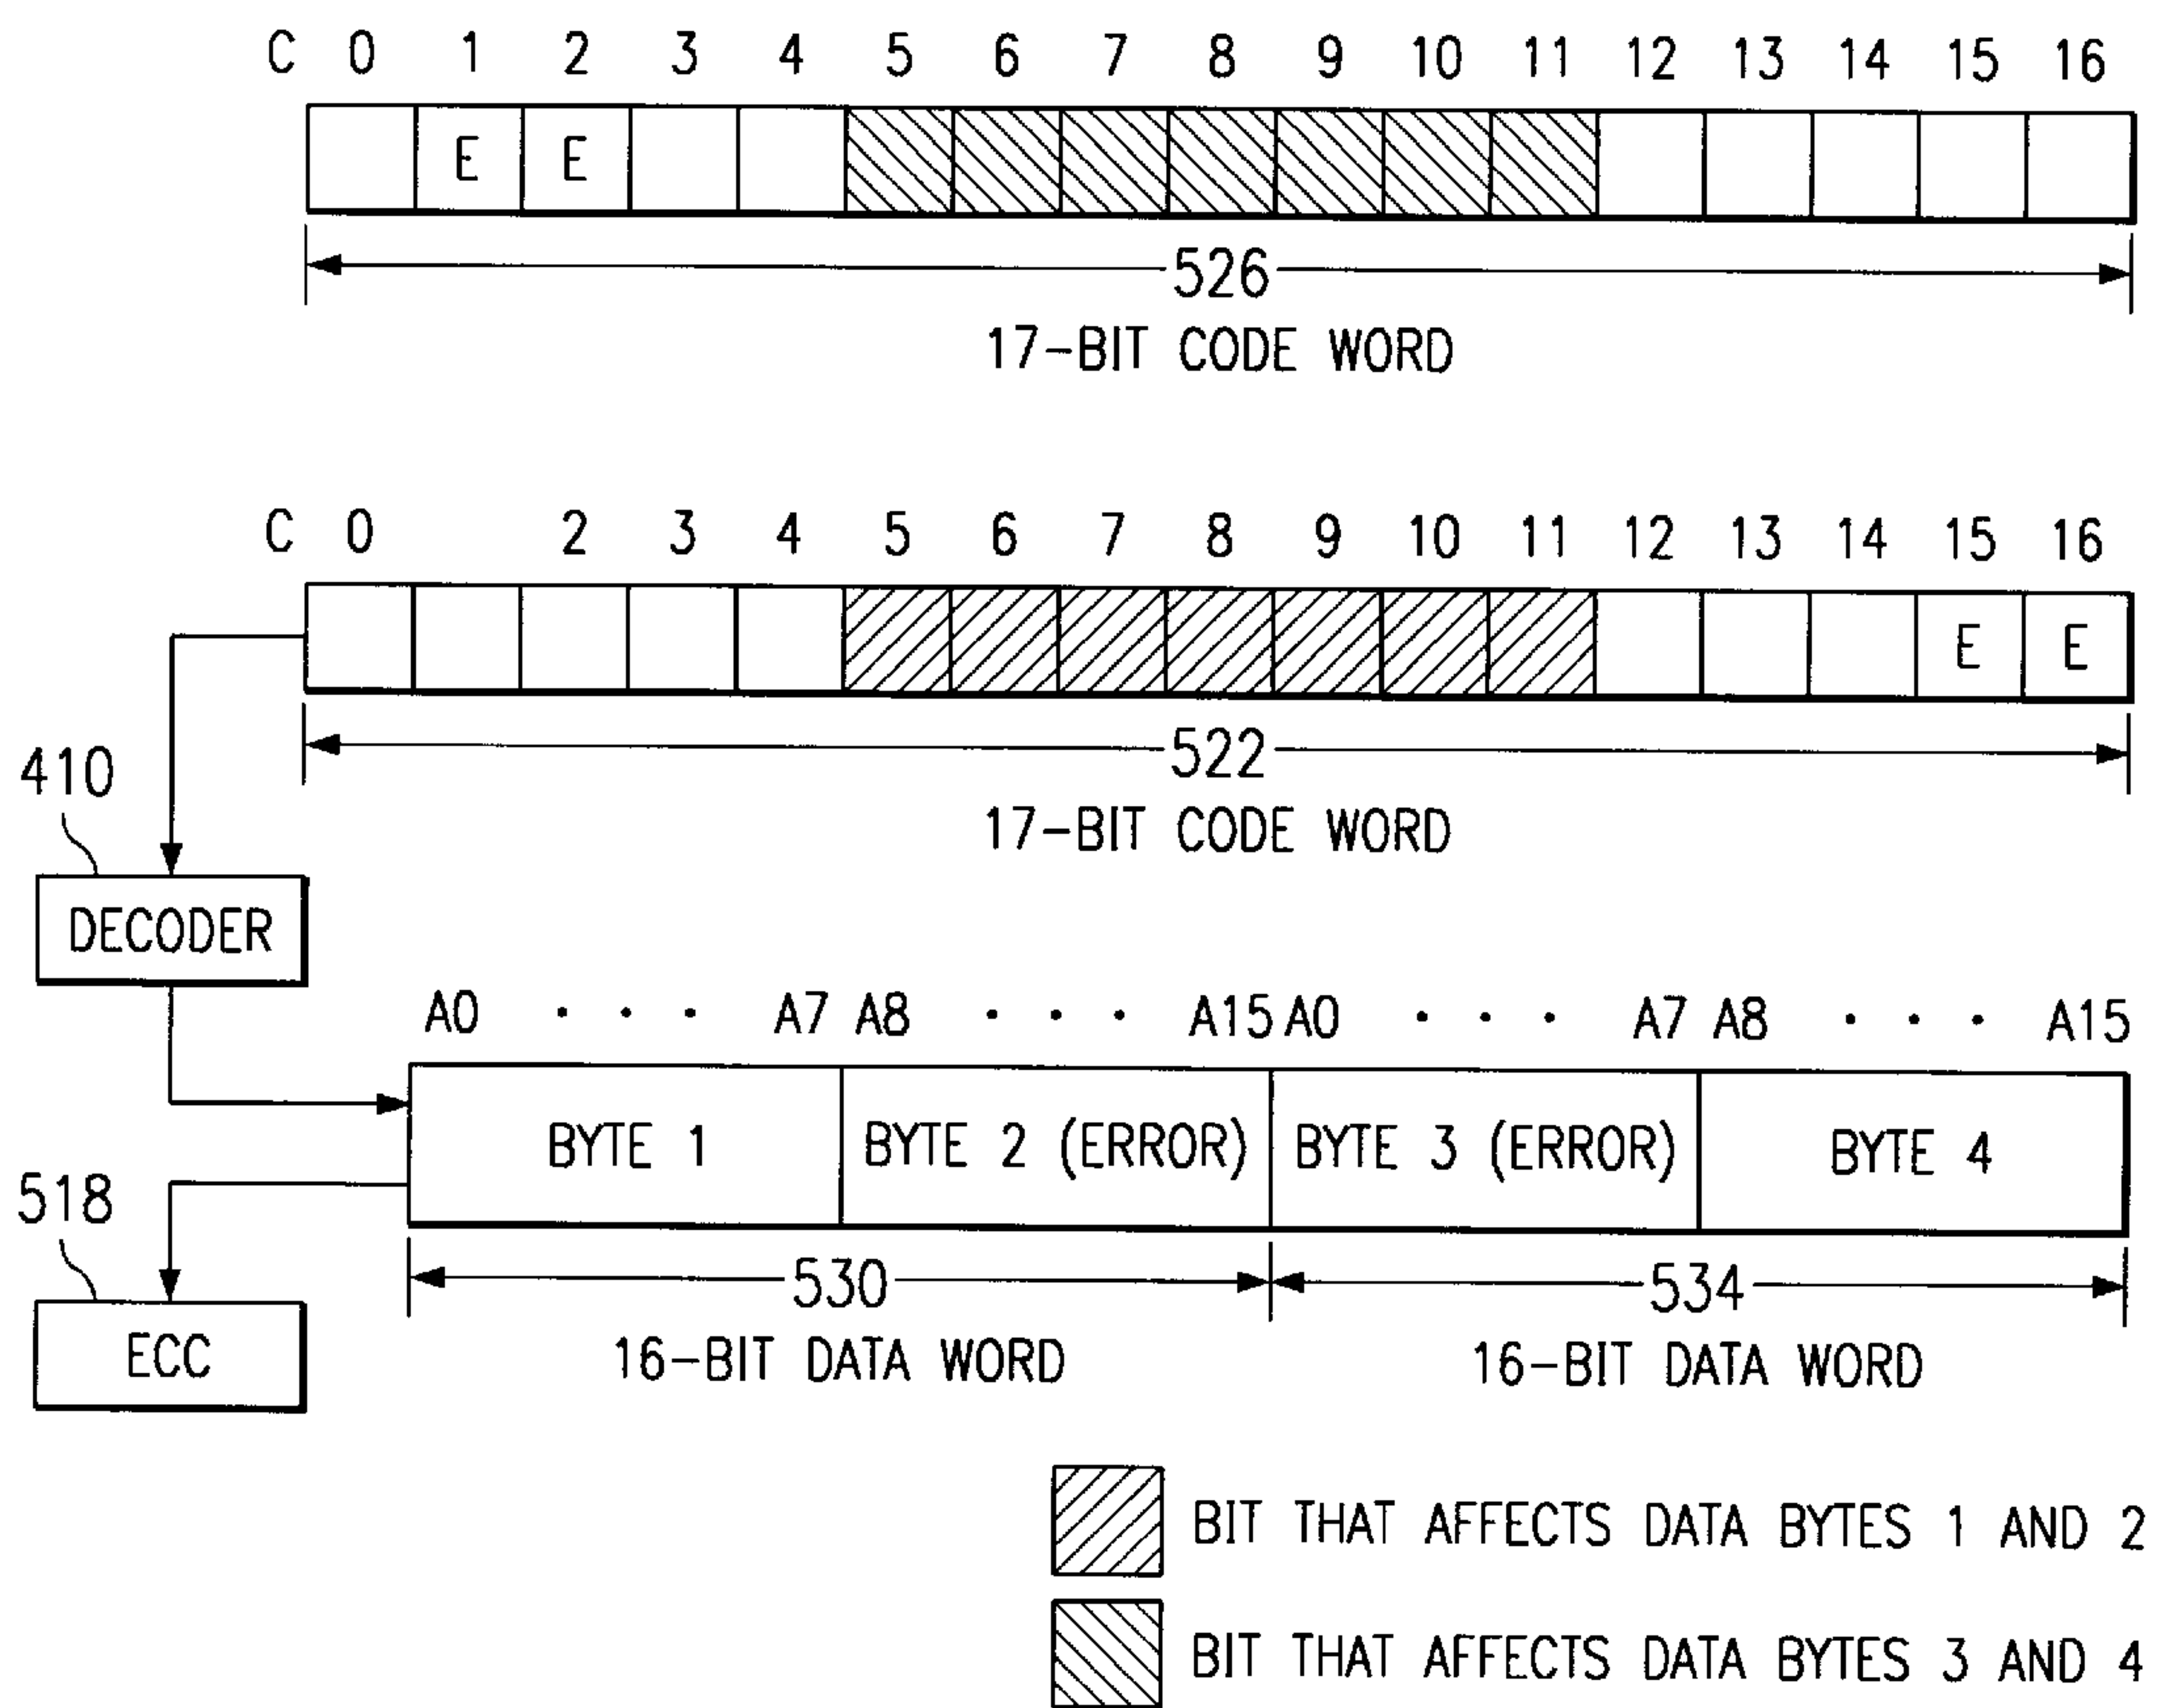 C 0 1 2 3 4 5 6 7 8 9 10 11 12 13 14 15 16
E E
526
17-BIT CODE WORD
C 0 2 3 4 5 6 7 8 9 10 11 12 13 14 15 16
E E
522
17-BIT CODE WORD
410
DECODER
A0 . . . A7 A8 . . . A15 A0 . . . A7 A8 . . . A15
BYTE 1 BYTE 2 (ERROR) BYTE 3 (ERROR) BYTE 4
518
ECC
530 534
16-BIT DATA WORD 16-BIT DATA WORD
BIT THAT AFFECTS DATA BYTES 1 AND 2
BIT THAT AFFECTS DATA BYTES 3 AND 4